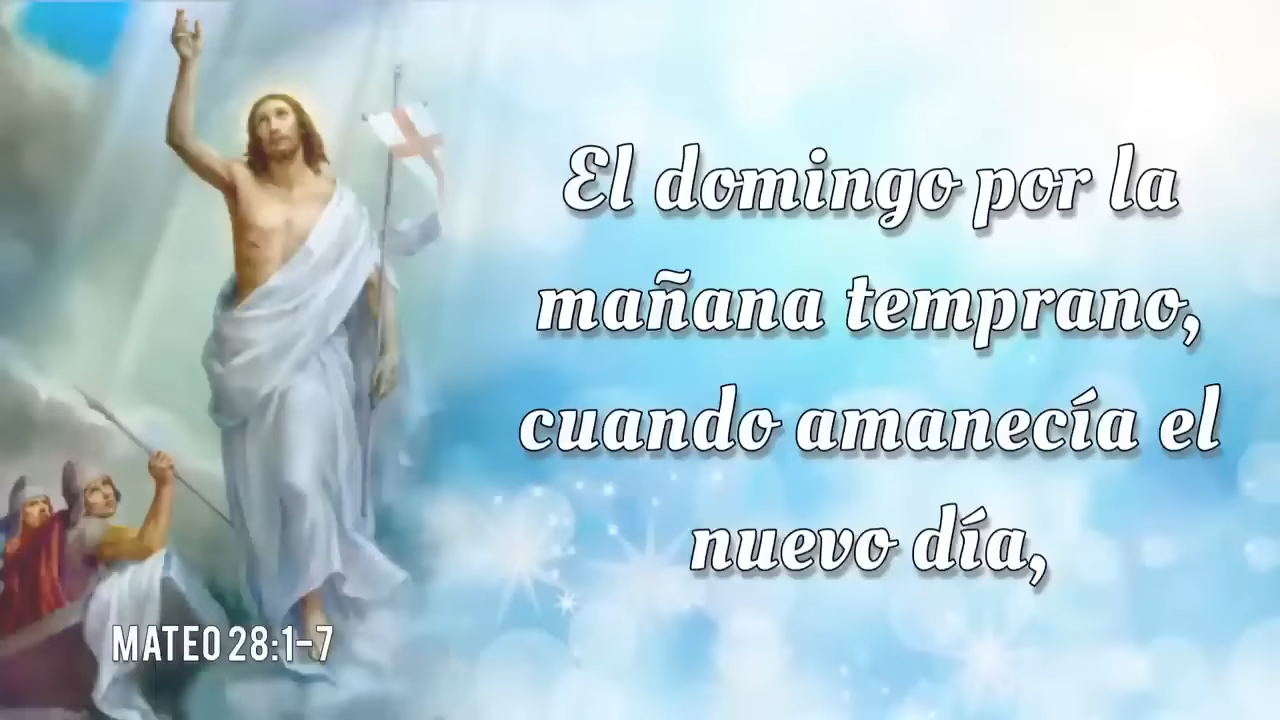 El domingo por la
mañana temprano,
cuando amanecía el
nuevo día,
MATEO 28:1-7